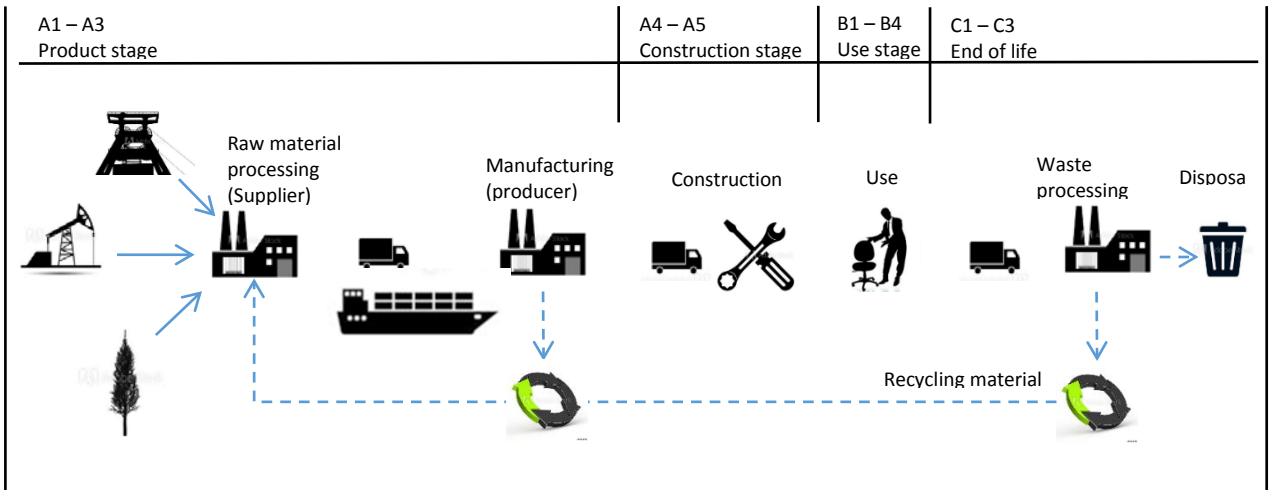 A1 – A3
Product stage
A4 – A5
Construction stage
B1 – B4
Use stage
C1 – C3
End of life
Raw material
processing
(Supplier)
Manufacturing
(producer)
Construction
Use
Waste
processing
Disposa
Recycling material